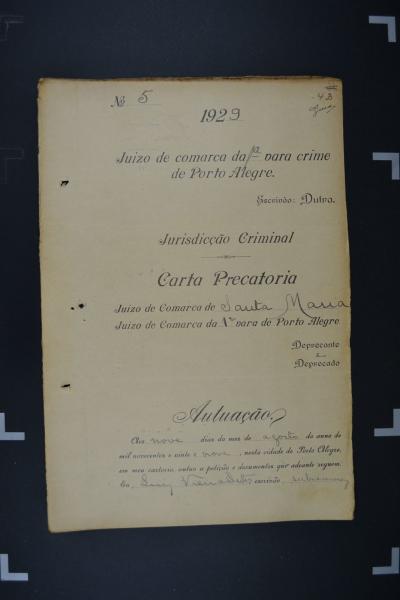 Nº 5
43
1929
Juizo de comarca da 1ª vara crime
de Porto Alegre.
Escrivão: Dutra.
Jurisdicção Criminal
Carta Precatoria
Juizo de Comarca de Santa Maria
Juizo de Comarca da 1ª vara de Porto Alegre
Deprecante
e
Deprecado
Autuação
Aos nove dias do mes de agosto do anno de
mil novecentos e vinte e nove, nesta cidade de Porto Alegre,
em meu cartorio autuo a petição e documentos que adeante seguem.
Eu, escrivão,